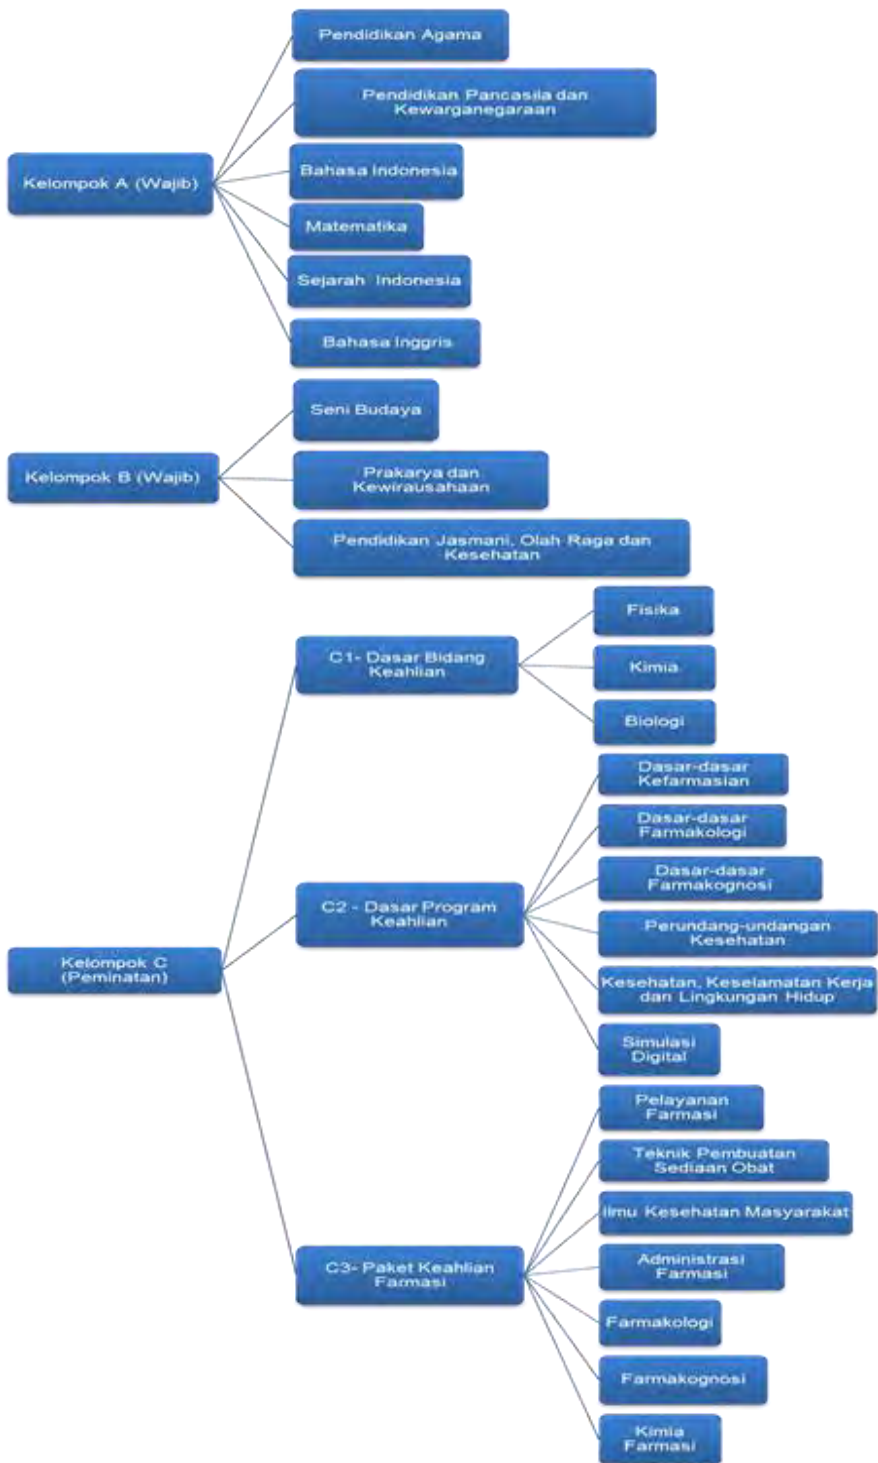 Kelompok A (Wajib)
Pendidikan Agama
Pendidikan Pancasila dan
Kewarganegaraan
Bahasa Indonesia
Matematika
Sejarah Indonesia
Bahasa Inggris
Kelompok B (Wajib)
Seni Budaya
Prakarya dan
Kewirausahaan
Pendidikan Jasmani, Olah Raga dan
Kesehatan
Kelompok C
(Peminatan)
C1- Dasar Bidang
Keahlian
Fisika
Kimia
Biologi
C2 - Dasar Program
Keahlian
Dasar-dasar
Kefarmasian
Dasar-dasar
Farmakologi
Dasar-dasar
Farmakognosi
Perundang-undangan
Kesehatan
Kesehatan, Keselamatan Kerja
dan Lingkungan Hidup
Simulasi
Digital
C3- Paket Keahlian
Farmasi
Pelayanan
Farmasi
Teknik Pembuatan
Sediaan Obat
Ilmu Kesehatan Masyarakat
Administrasi
Farmasi
Farmakologi
Farmakognosi
Kimia
Farmasi